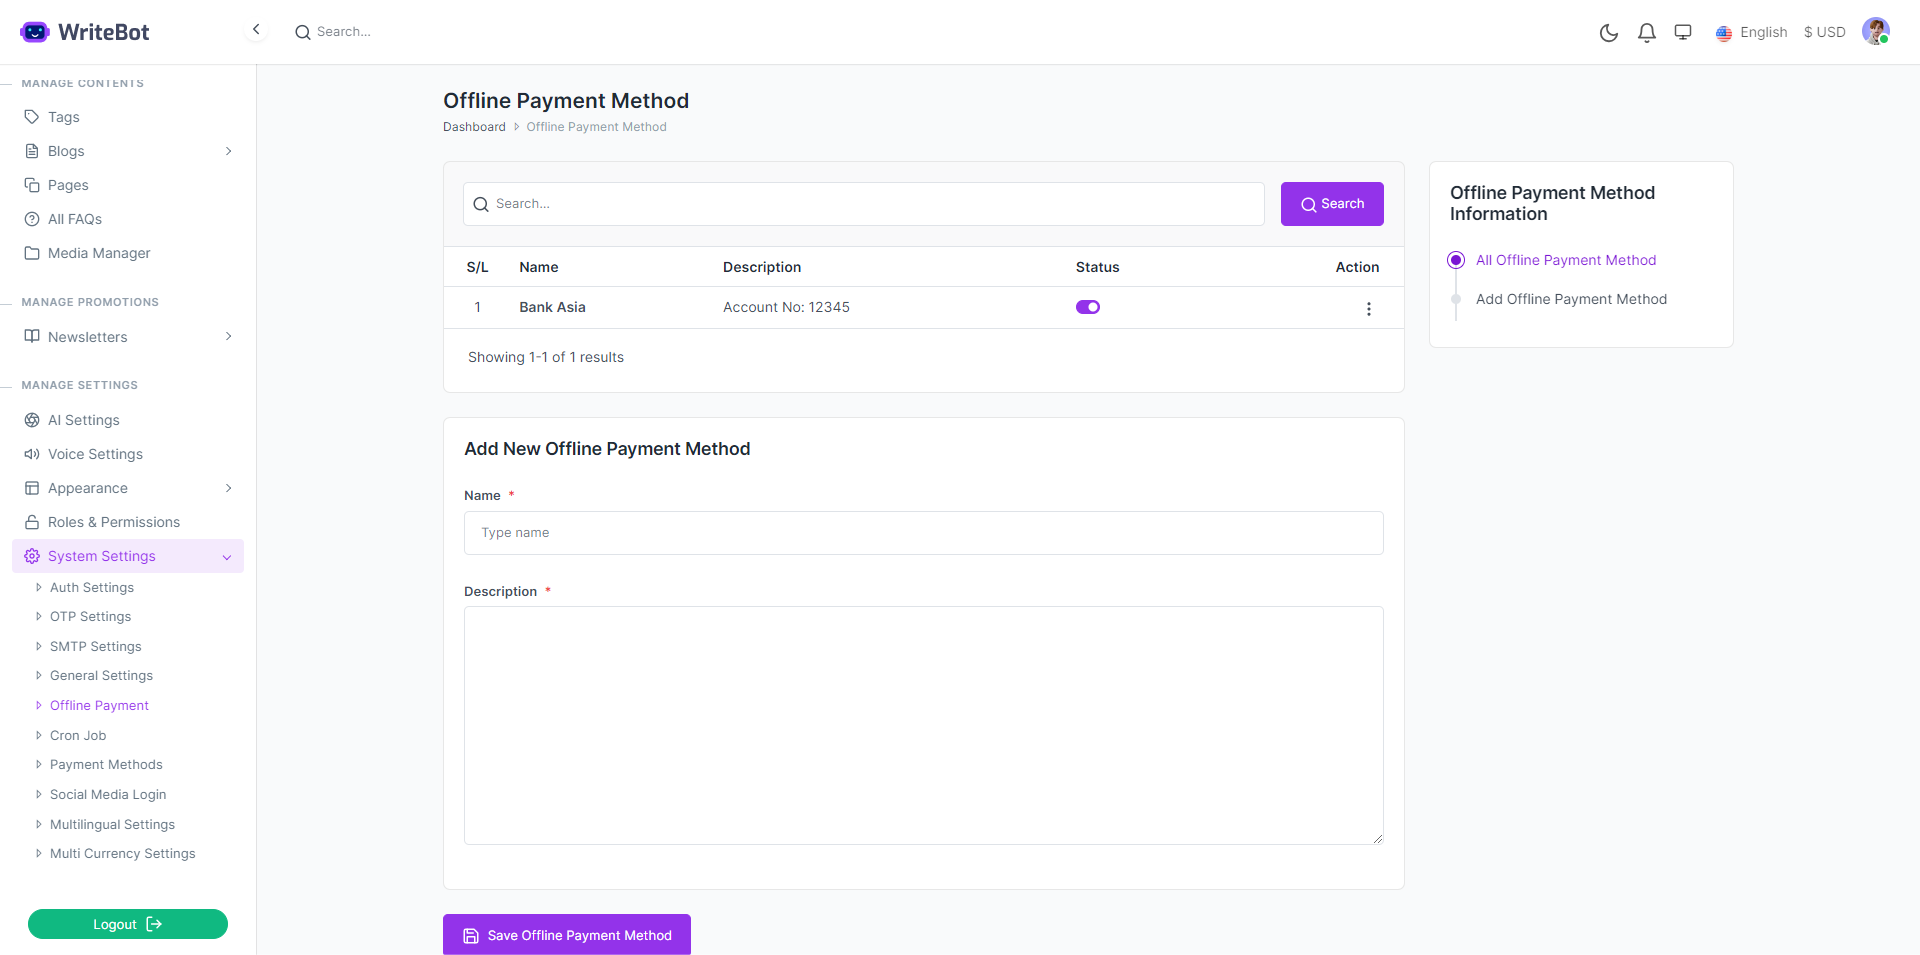 WriteBot
Search...
English
$ USD
MANAGE CONTENTS
Tags
Blogs
Pages
All FAQs
Media Manager
MANAGE PROMOTIONS
Newsletters
MANAGE SETTINGS
AI Settings
Voice Settings
Appearance
Roles & Permissions
System Settings
Auth Settings
OTP Settings
SMTP Settings
General Settings
Offline Payment
Cron Job
Payment Methods
Social Media Login
Multilingual Settings
Multi Currency Settings
Logout
Offline Payment Method
Dashboard Offline Payment Method
Search...
Search
S/L Name Description Status Action
1 Bank Asia Account No: 12345
Showing 1-1 of 1 results
Add New Offline Payment Method
Name *
Type name
Description *
Save Offline Payment Method
Offline Payment Method
Information
All Offline Payment Method
Add Offline Payment Method